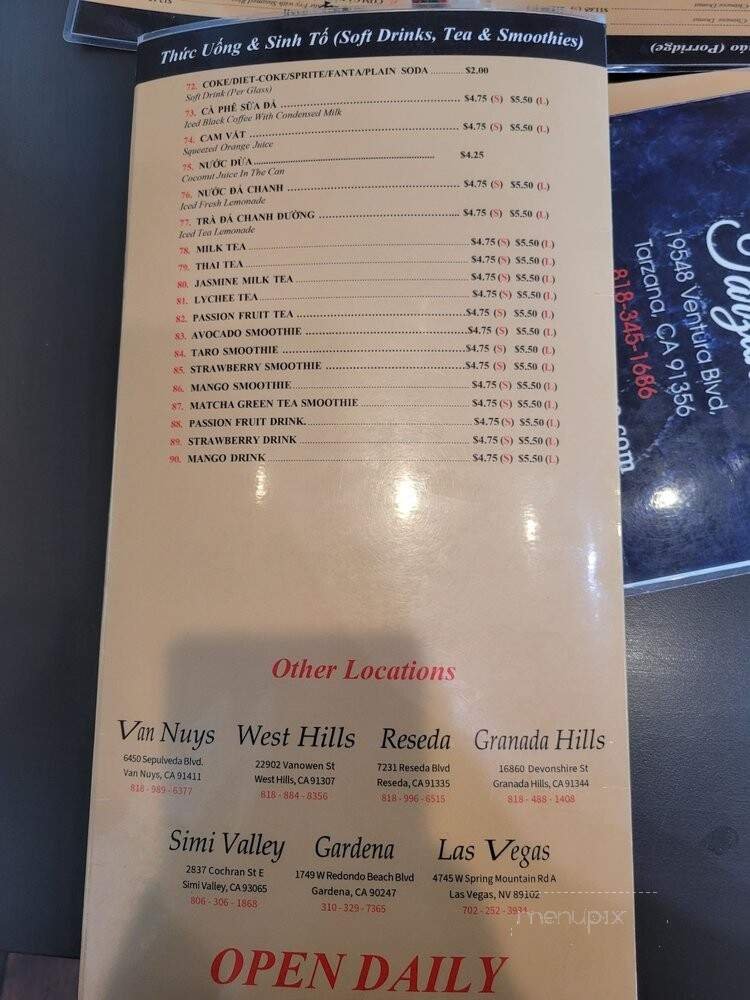 Thức Uống & Sinh Tố (Soft Drinks, Tea & Smoothies)
72. COKE/DIET-COKE/SPRITE/FANTA/PLAIN SODA ............ $2.00
Soft Drink (Per Glass)
73. CÀ PHÊ SỮA ĐÁ ............ $4.75 (S) $5.50 (L)
Iced Black Coffee With Condensed Milk
74. CAM VẮT ............ $4.75 (S) $5.50 (L)
Squeezed Orange Juice
75. NƯỚC DỪA ............ $4.25
Coconut Juice In The Can
76. NƯỚC ĐÁ CHANH ............ $4.75 (S) $5.50 (L)
Iced Fresh Lemonade
77. TRÀ ĐÁ CHANH ĐƯỜNG ............ $4.75 (S) $5.50 (L)
Iced Tea Lemonade
78. MILK TEA ............ $4.75 (S) $5.50 (L)
79. THAI TEA ............ $4.75 (S) $5.50 (L)
80. JASMINE MILK TEA ............ $4.75 (S) $5.50 (L)
81. LYCHEE TEA ............ $4.75 (S) $5.50 (L)
82. PASSION FRUIT TEA ............ $4.75 (S) $5.50 (L)
83. AVOCADO SMOOTHIE ............ $4.75 (S) $5.50 (L)
84. TARO SMOOTHIE ............ $4.75 (S) $5.50 (L)
85. STRAWBERRY SMOOTHIE ............ $4.75 (S) $5.50 (L)
86. MANGO SMOOTHIE ............ $4.75 (S) $5.50 (L)
87. MATCHA GREEN TEA SMOOTHIE ............ $4.75 (S) $5.50 (L)
88. PASSION FRUIT DRINK ............ $4.75 (S) $5.50 (L)
89. STRAWBERRY DRINK ............ $4.75 (S) $5.50 (L)
90. MANGO DRINK ............ $4.75 (S) $5.50 (L)
Other Locations
Van Nuys
6450 Sepulveda Blvd.
Van Nuys, CA 91411
818 - 989 - 6377
West Hills
22902 Vanowen St
West Hills, CA 91307
818 - 884 - 8356
Reseda
7231 Reseda Blvd
Reseda, CA 91335
818 - 996 - 6515
Granada Hills
16860 Devonshire St
Granada Hills, CA 91344
818 - 488 - 1408
Simi Valley
2837 Cochran St E
Simi Valley, CA 93065
806 - 306 - 1868
Gardena
1749 W Redondo Beach Blvd
Gardena, CA 90247
310 - 329 - 7365
Las Vegas
4745 W Spring Mountain Rd A
Las Vegas, NV 89102
702 - 252 - 3934
OPEN DAILY
menupix
(Porridge)
Chinese Donut
19548 Ventura Blvd,
Tarzana, CA 91356
818-345-1686
.com